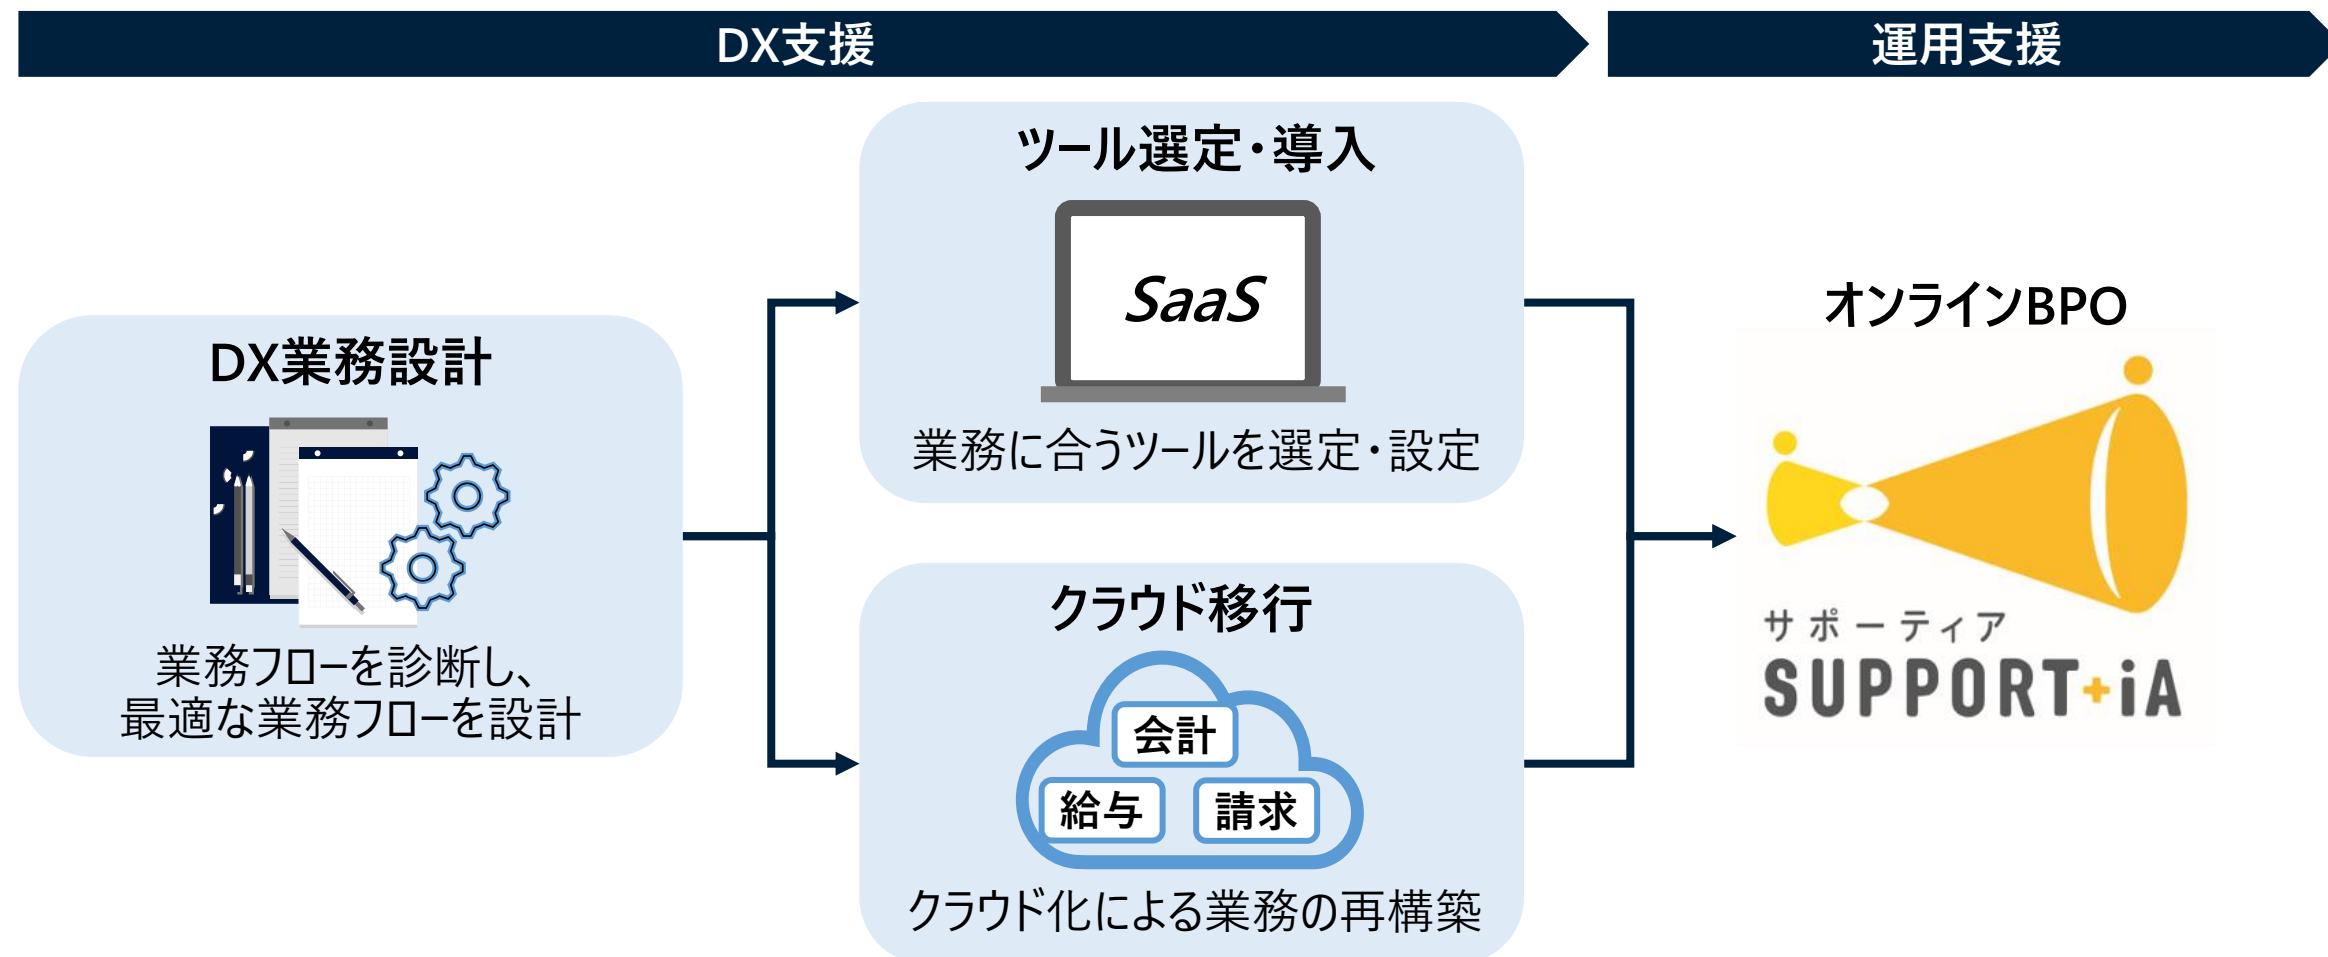 DX支援
運用支援
DX業務設計
業務フローを診断し、
最適な業務フローを設計
ツール選定・導入
SaaS
業務に合うツールを選定・設定
クラウド移行
会計
給与
請求
クラウド化による業務の再構築
オンラインBPO
サポーティア
SUPPORT+iA